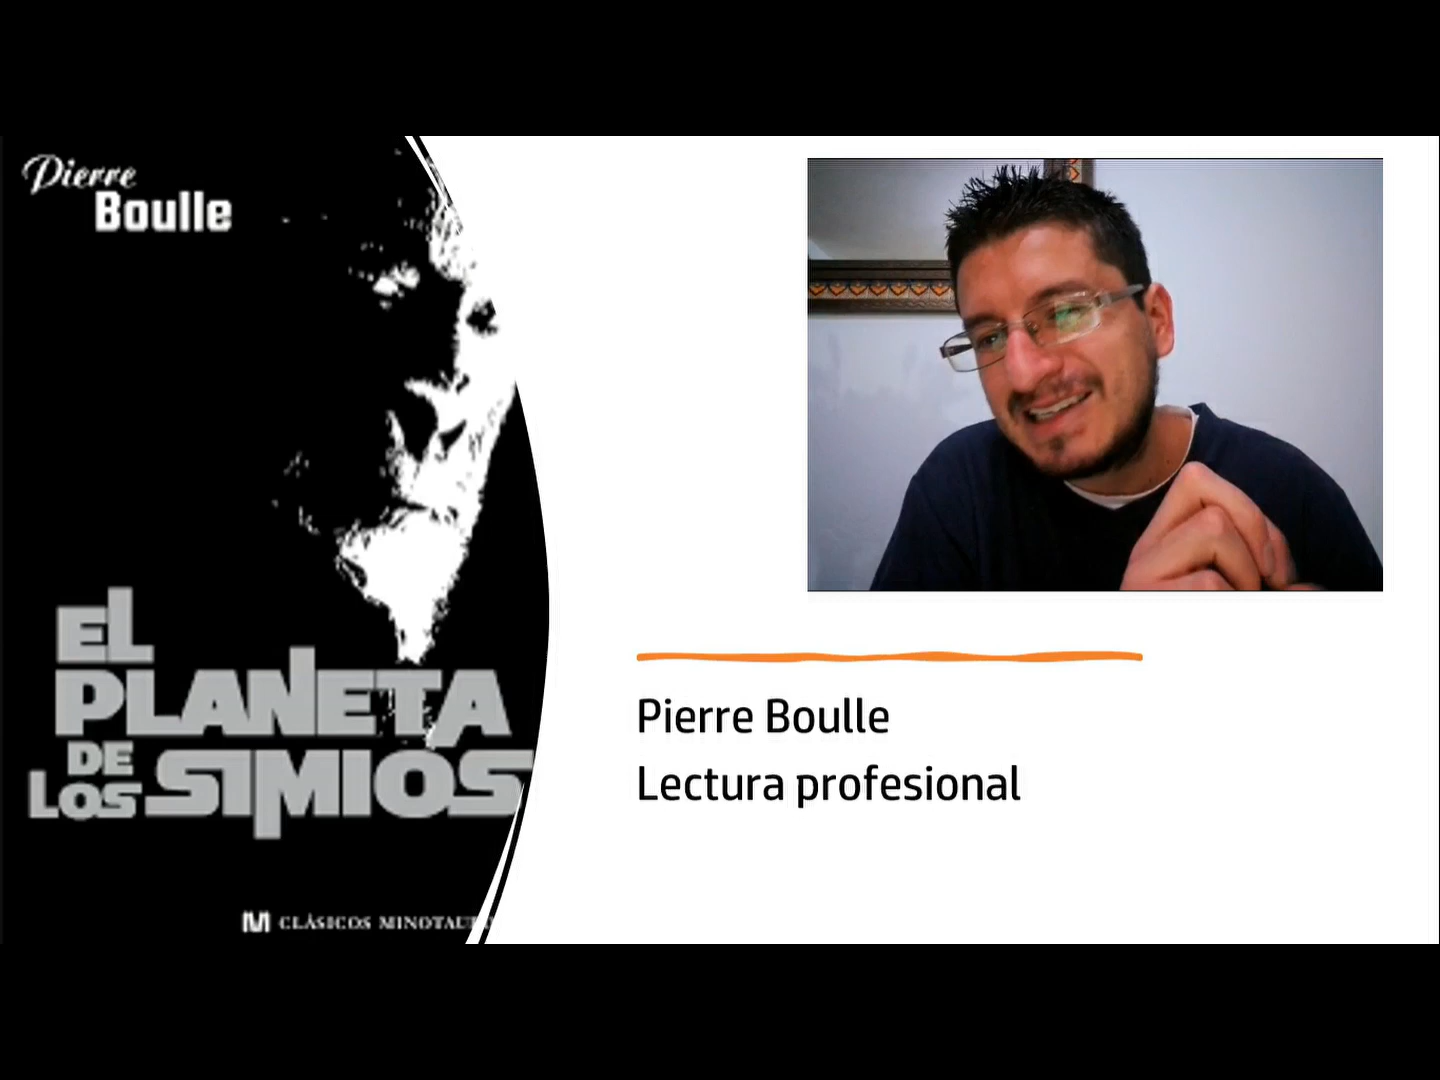 Pierre
Boulle
EL
PLANETA
DE
LOS SIMIOS
M CLÁSICOS
Pierre Boulle
Lectura profesional